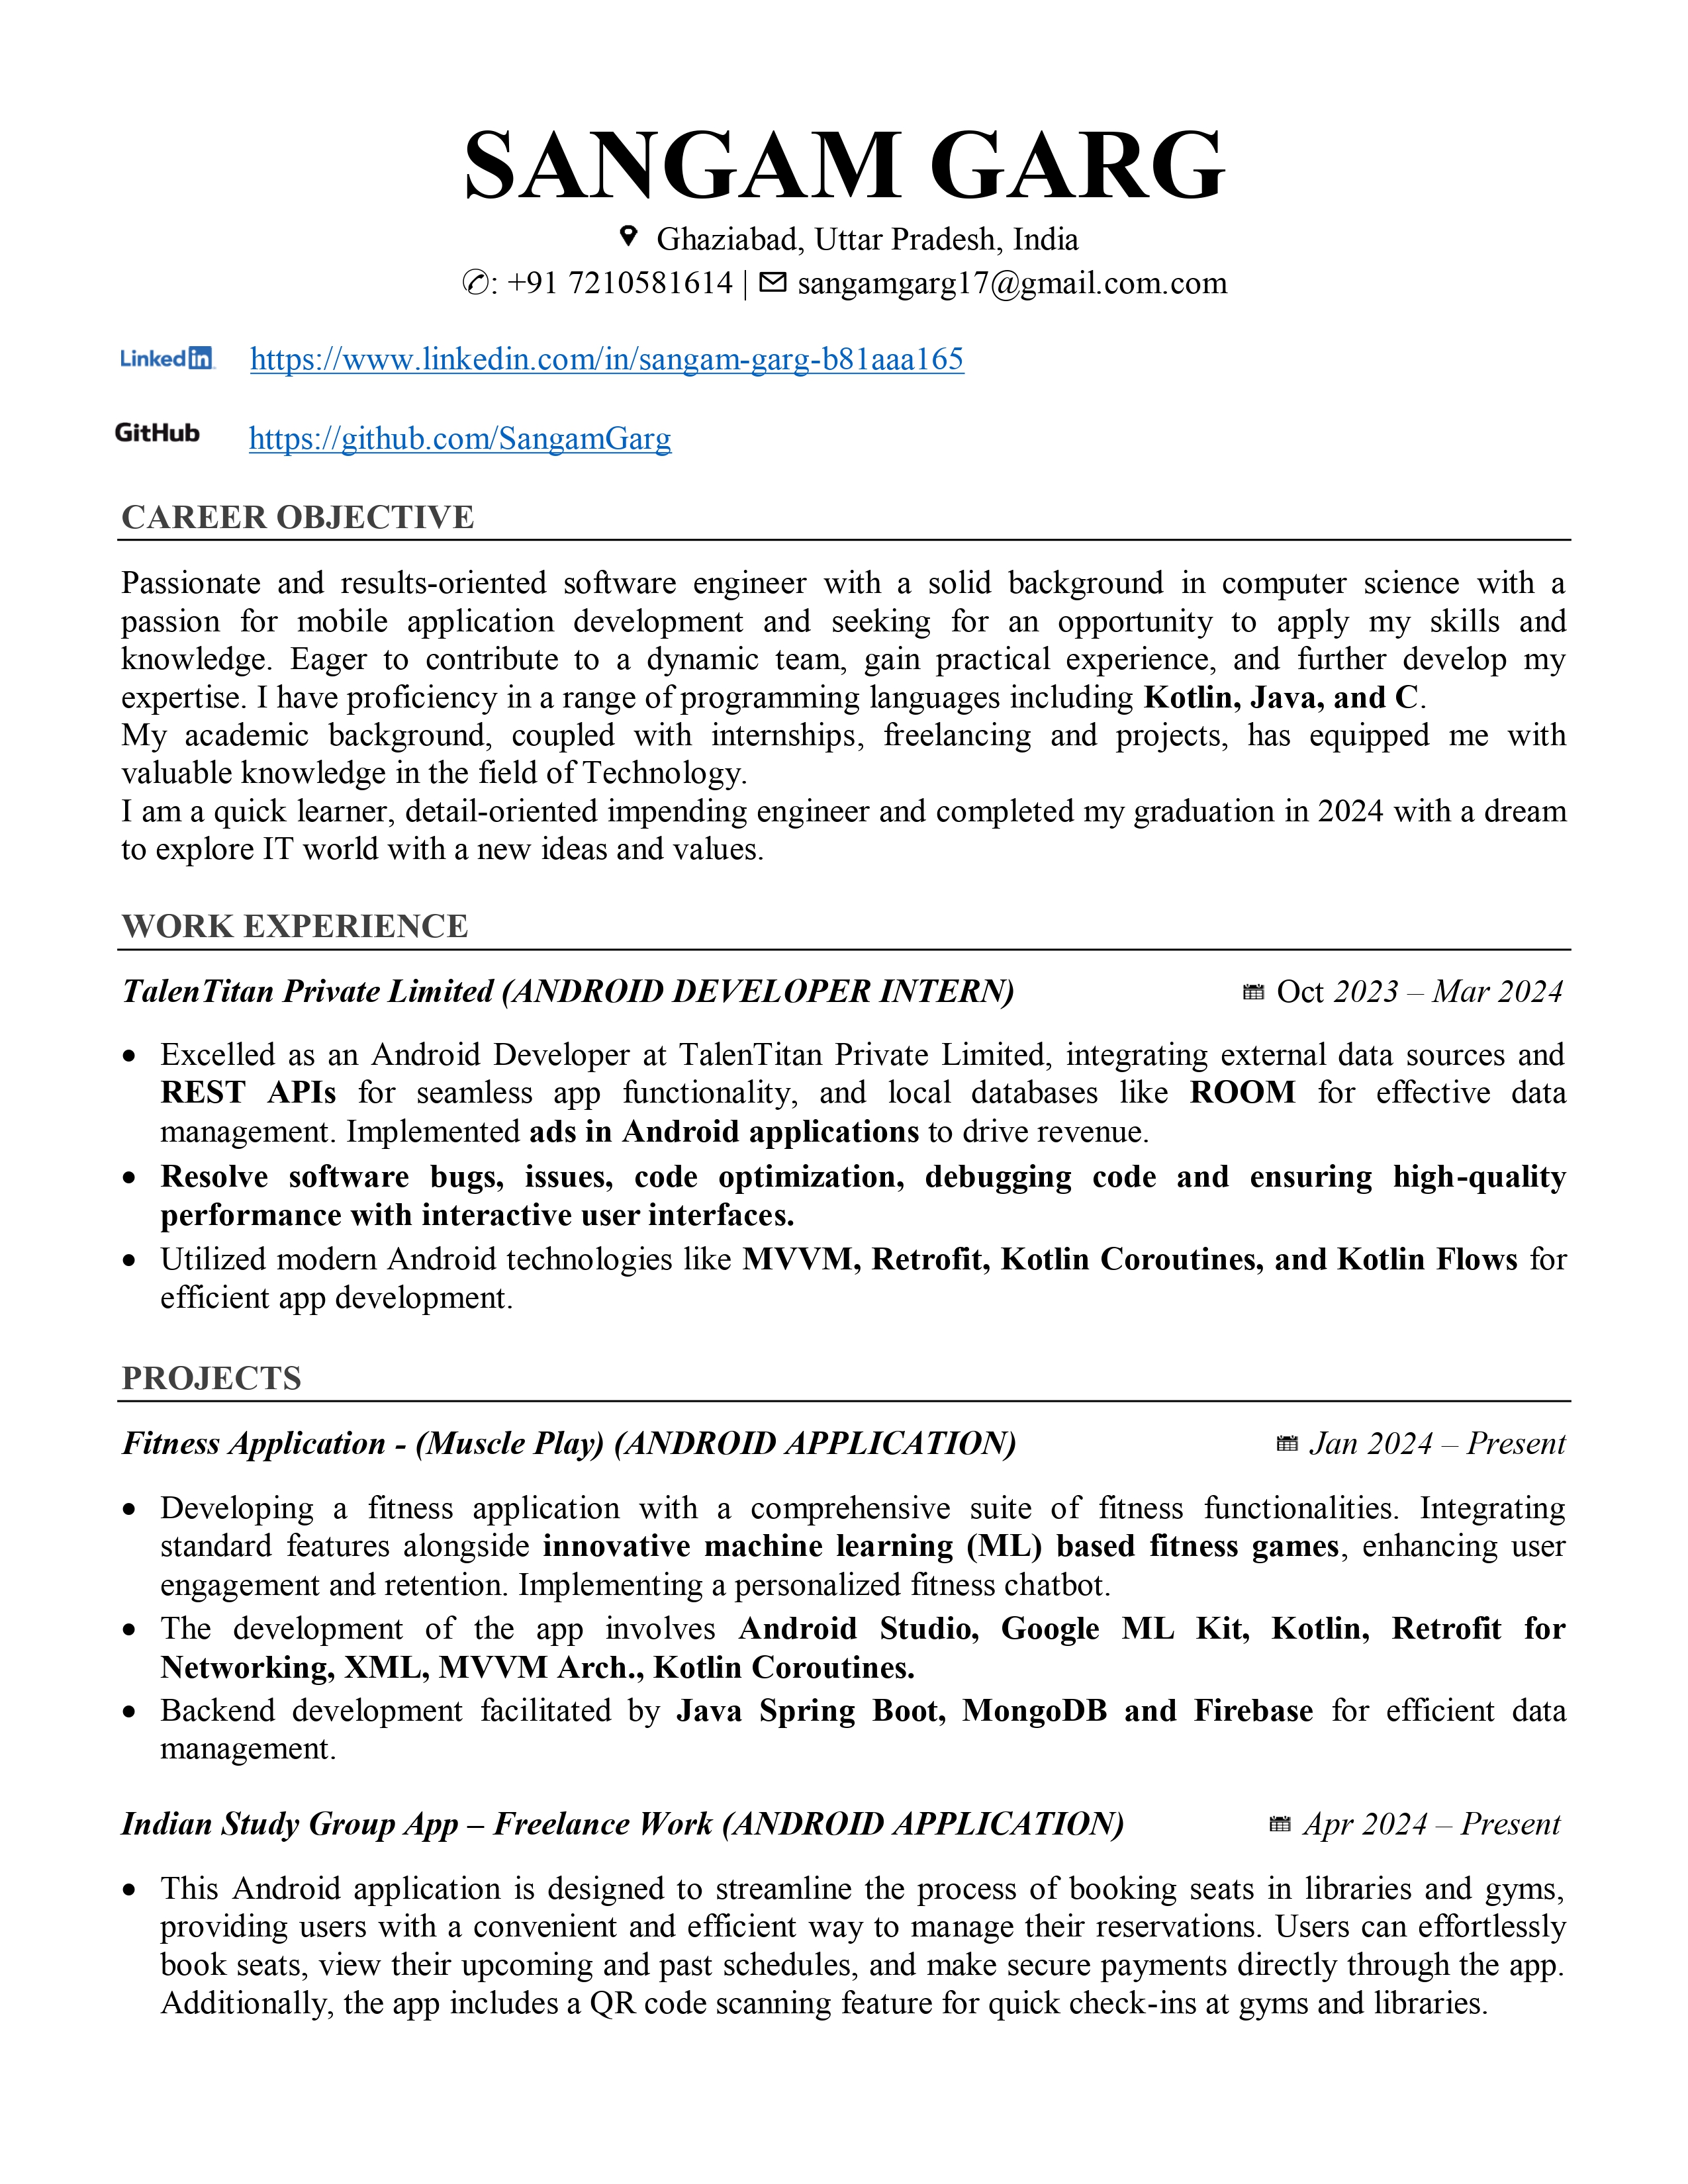 SANGAM GARG
Ghaziabad, Uttar Pradesh, India
✆: +91 7210581614 | ✉ sangamgarg17@gmail.com.com
LinkedIn https://www.linkedin.com/in/sangam-garg-b81aaa165
GitHub https://github.com/SangamGarg
CAREER OBJECTIVE
Passionate and results-oriented software engineer with a solid background in computer science with a
passion for mobile application development and seeking for an opportunity to apply my skills and
knowledge. Eager to contribute to a dynamic team, gain practical experience, and further develop my
expertise. I have proficiency in a range of programming languages including Kotlin, Java, and C.
My academic background, coupled with internships, freelancing and projects, has equipped me with
valuable knowledge in the field of Technology.
I am a quick learner, detail-oriented impending engineer and completed my graduation in 2024 with a dream
to explore IT world with a new ideas and values.
WORK EXPERIENCE
TalenTitan Private Limited (ANDROID DEVELOPER INTERN) Oct 2023 – Mar 2024
• Excelled as an Android Developer at TalenTitan Private Limited, integrating external data sources and
REST APIs for seamless app functionality, and local databases like ROOM for effective data
management. Implemented ads in Android applications to drive revenue.
• Resolve software bugs, issues, code optimization, debugging code and ensuring high-quality
performance with interactive user interfaces.
• Utilized modern Android technologies like MVVM, Retrofit, Kotlin Coroutines, and Kotlin Flows for
efficient app development.
PROJECTS
Fitness Application - (Muscle Play) (ANDROID APPLICATION) Jan 2024 – Present
• Developing a fitness application with a comprehensive suite of fitness functionalities. Integrating
standard features alongside innovative machine learning (ML) based fitness games, enhancing user
engagement and retention. Implementing a personalized fitness chatbot.
• The development of the app involves Android Studio, Google ML Kit, Kotlin, Retrofit for
Networking, XML, MVVM Arch., Kotlin Coroutines.
• Backend development facilitated by Java Spring Boot, MongoDB and Firebase for efficient data
management.
Indian Study Group App – Freelance Work (ANDROID APPLICATION) Apr 2024 – Present
• This Android application is designed to streamline the process of booking seats in libraries and gyms,
providing users with a convenient and efficient way to manage their reservations. Users can effortlessly
book seats, view their upcoming and past schedules, and make secure payments directly through the app.
Additionally, the app includes a QR code scanning feature for quick check-ins at gyms and libraries.